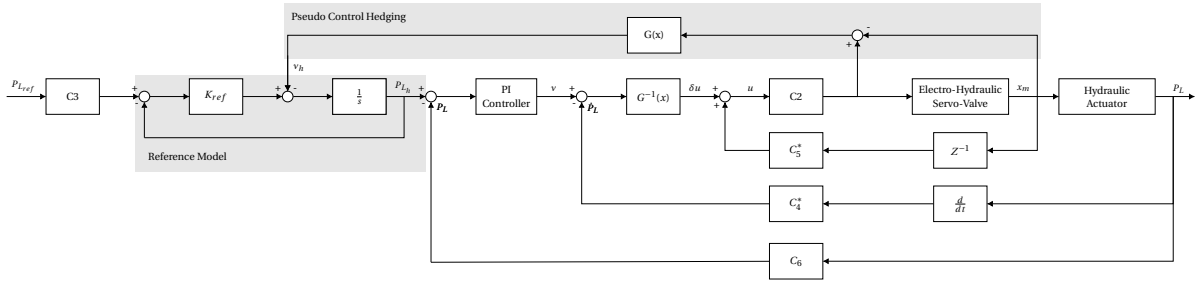 Pseudo Control Hedging
G(x)
-
+
ν_h
P_{L_{ref}}
C3
+
-
K_{ref}
+
-
1/s
P_{L_h}
+
-
P_L
PI
Controller
ν
+
-
Ṗ_L
G^{-1}(x)
δu
+
+
u
C2
Electro-Hydraulic
Servo-Valve
x_m
Hydraulic
Actuator
P_L
Reference Model
C_5^*
Z^{-1}
C_4^*
d/dt
C_6